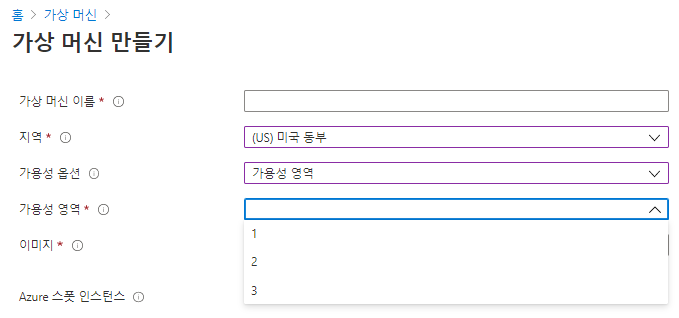 홈 > 가상 머신 >
가상 머신 만들기
가상 머신 이름 *
지역 * (US) 미국 동부
가용성 옵션 가용성 영역
가용성 영역 *
1
이미지 *
2
Azure 스폿 인스턴스 3